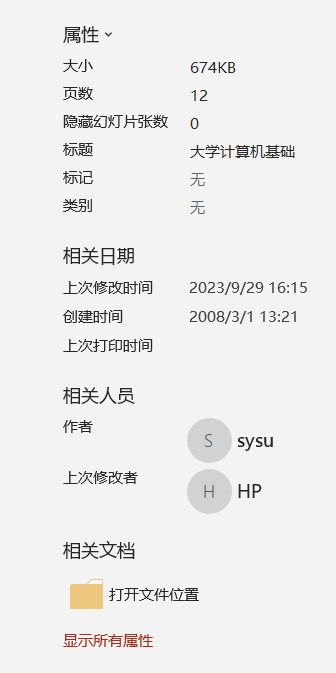 属性
大小 674KB
页数 12
隐藏幻灯片张数 0
标题 大学计算机基础
标记 无
类别 无
相关日期
上次修改时间 2023/9/29 16:15
创建时间 2008/3/1 13:21
上次打印时间
相关人员
作者 S sysu
上次修改者 H HP
相关文档
打开文件位置
显示所有属性